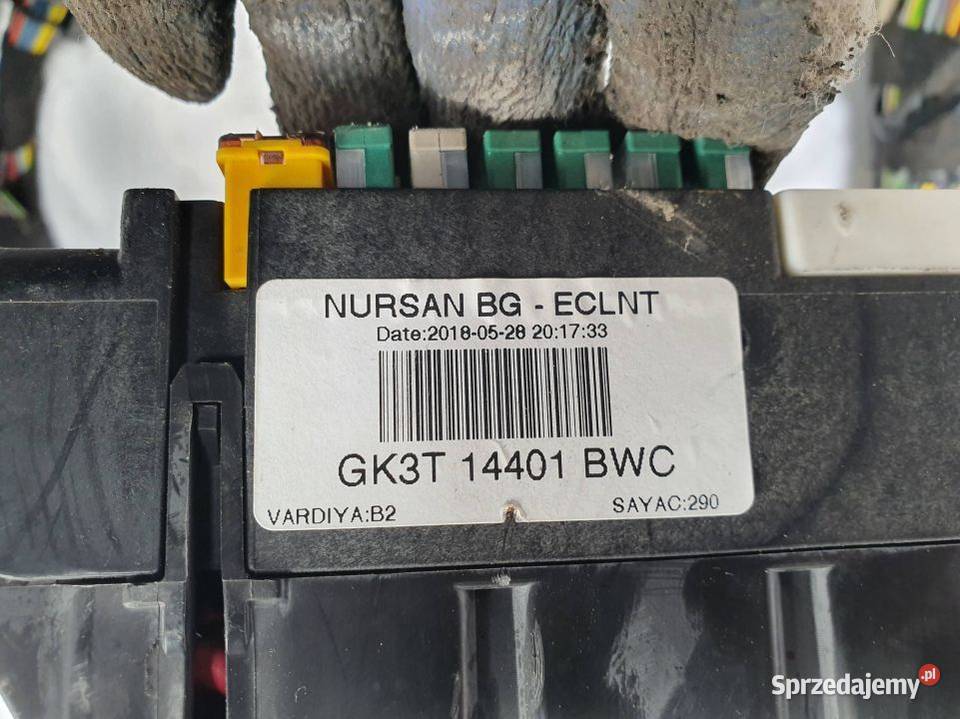 NURSAN BG - ECLNT
Date:2018-05-28 20:17:33
GK3T 14401 BWC
VARDIYA:B2 SAYAC:290
Sprzedajemy.pl